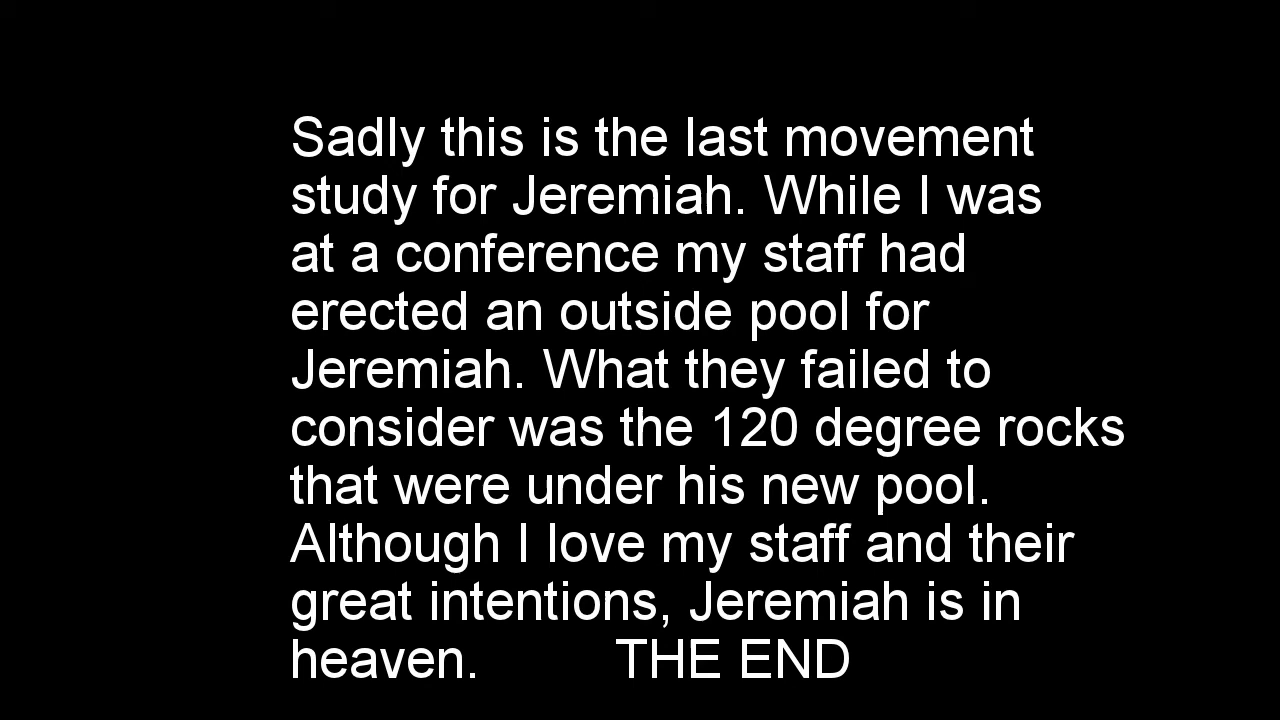 Sadly this is the last movement
study for Jeremiah. While I was
at a conference my staff had
erected an outside pool for
Jeremiah. What they failed to
consider was the 120 degree rocks
that were under his new pool.
Although I love my staff and their
great intentions, Jeremiah is in
heaven. THE END